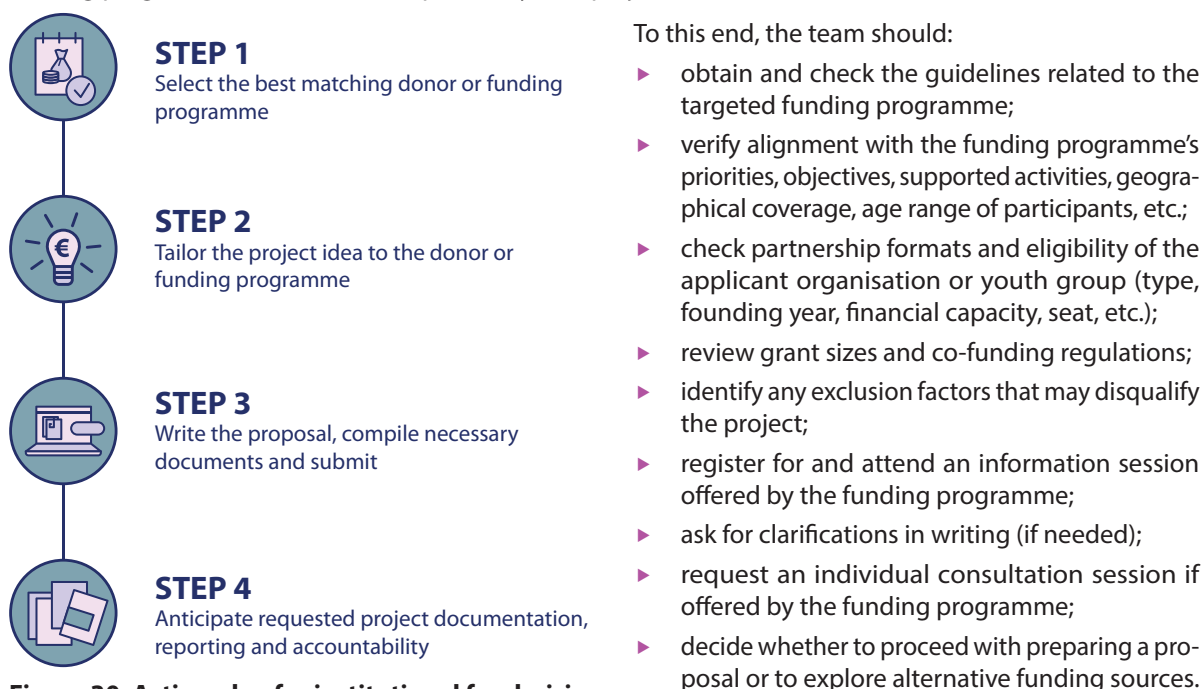 STEP 1
Select the best matching donor or funding
programme
STEP 2
Tailor the project idea to the donor or
funding programme
€
STEP 3
Write the proposal, compile necessary
documents and submit
STEP 4
Anticipate requested project documentation,
reporting and accountability
To this end, the team should:
▶ obtain and check the guidelines related to the
targeted funding programme;
▶ verify alignment with the funding programme’s
priorities, objectives, supported activities, geogra-
phical coverage, age range of participants, etc.;
▶ check partnership formats and eligibility of the
applicant organisation or youth group (type,
founding year, financial capacity, seat, etc.);
▶ review grant sizes and co-funding regulations;
▶ identify any exclusion factors that may disqualify
the project;
▶ register for and attend an information session
offered by the funding programme;
▶ ask for clarifications in writing (if needed);
▶ request an individual consultation session if
offered by the funding programme;
▶ decide whether to proceed with preparing a pro-
posal or to explore alternative funding sources.